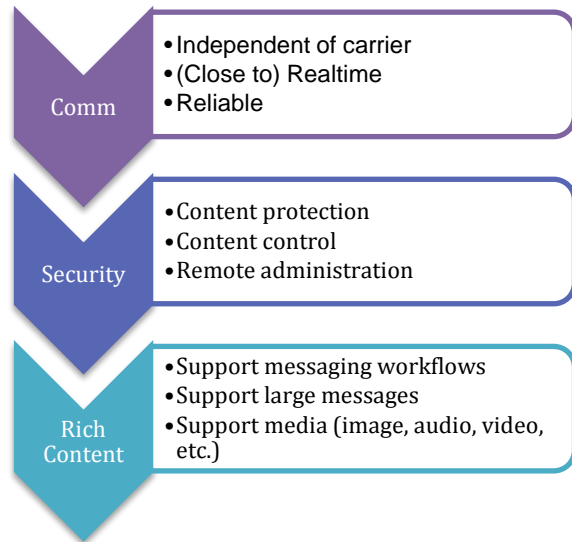 Comm
•Independent of carrier
•(Close to) Realtime
•Reliable
Security
•Content protection
•Content control
•Remote administration
Rich
Content
•Support messaging workflows
•Support large messages
•Support media (image, audio, video,
etc.)